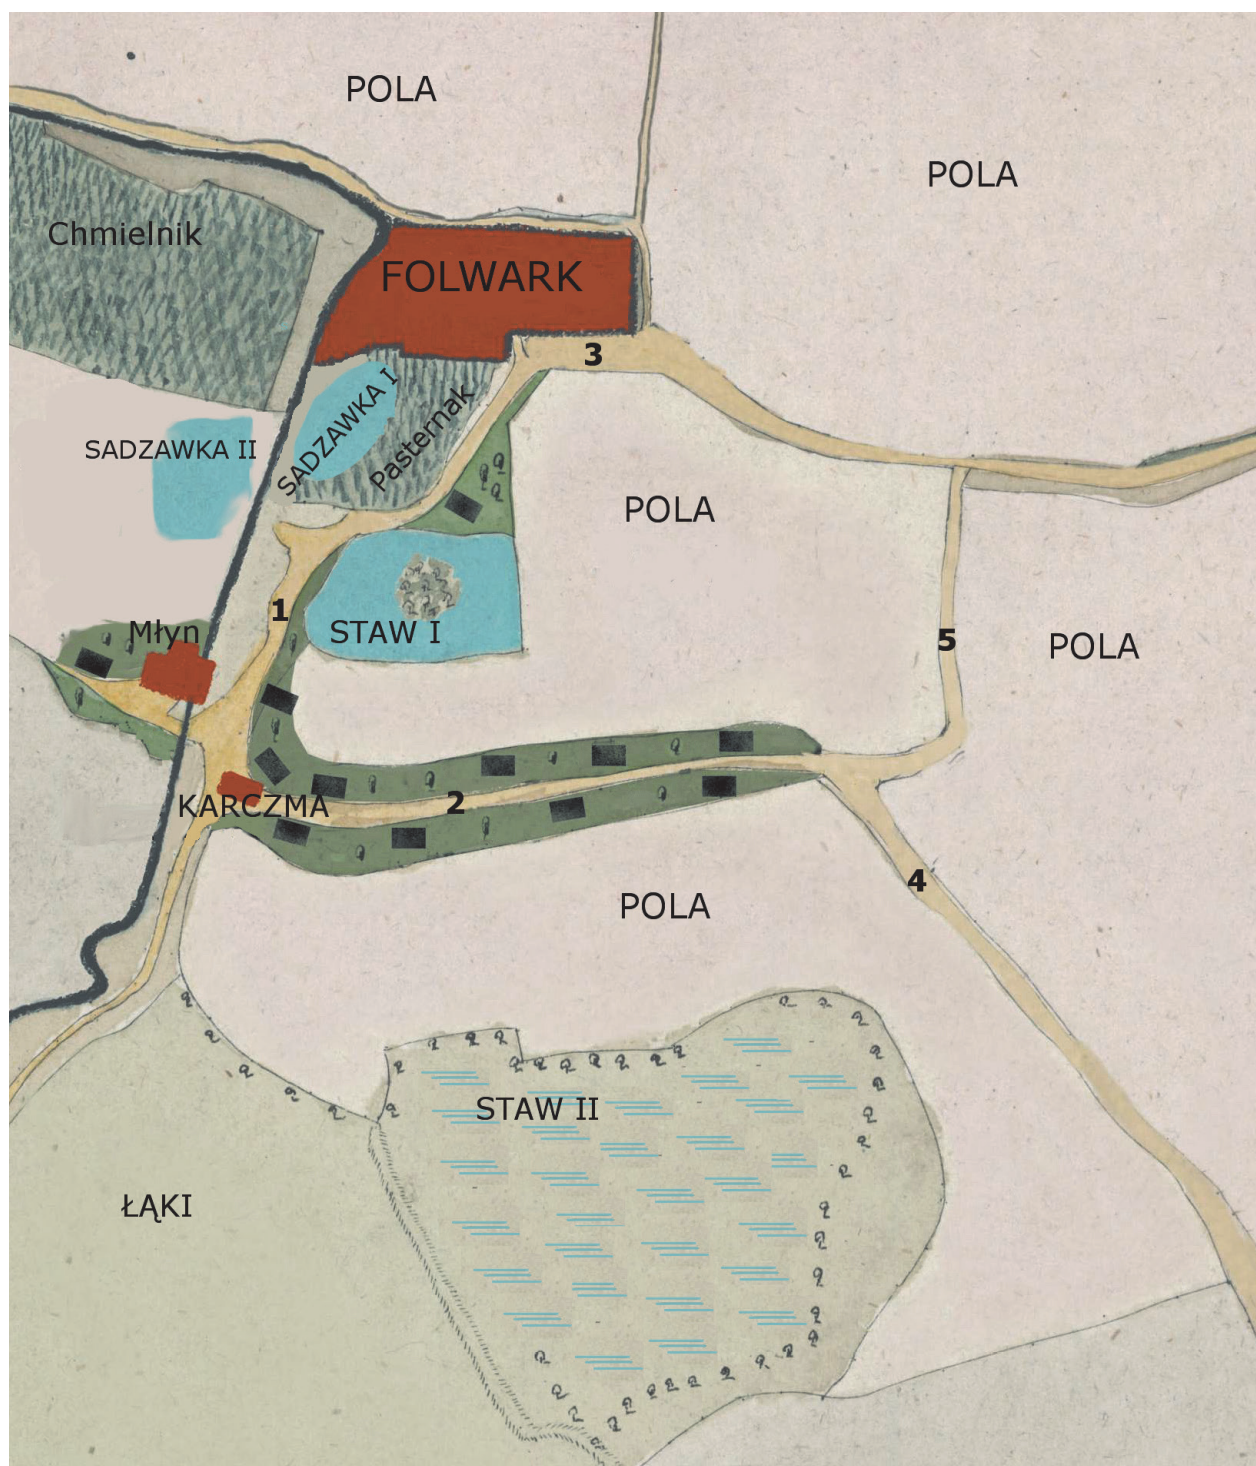 POLA
POLA
Chmielnik
FOLWARK
3
SADZAWKA I
Pasternak
SADZAWKA II
POLA
1
Młyn
STAW I
5
POLA
KARCZMA
2
4
POLA
STAW II
ŁĄKI